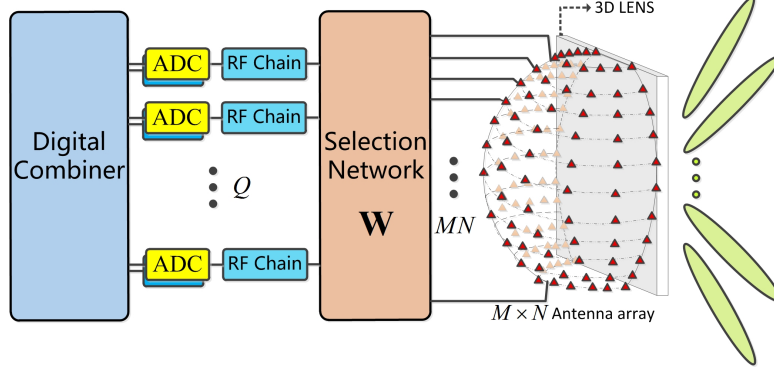 3D LENS
ADC
RF Chain
ADC
RF Chain
Digital
Combiner
Q
Selection
Network
W
MN
ADC
RF Chain
M × N Antenna array